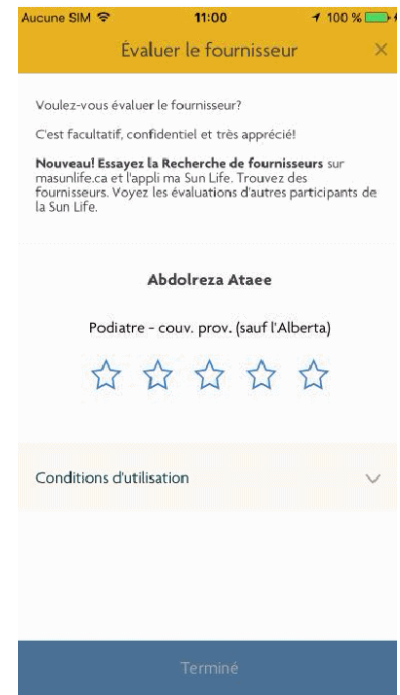 Aucune SIM 11:00 100 %
Évaluer le fournisseur ×
Voulez-vous évaluer le fournisseur?
C'est facultatif, confidentiel et très apprécié!
Nouveau! Essayez la Recherche de fournisseurs sur
masunlife.ca et l'appli ma Sun Life. Trouvez des
fournisseurs. Voyez les évaluations d'autres participants de
la Sun Life.
Abdolreza Ataee
Podiatre - couv. prov. (sauf l'Alberta)
Conditions d'utilisation
Terminé